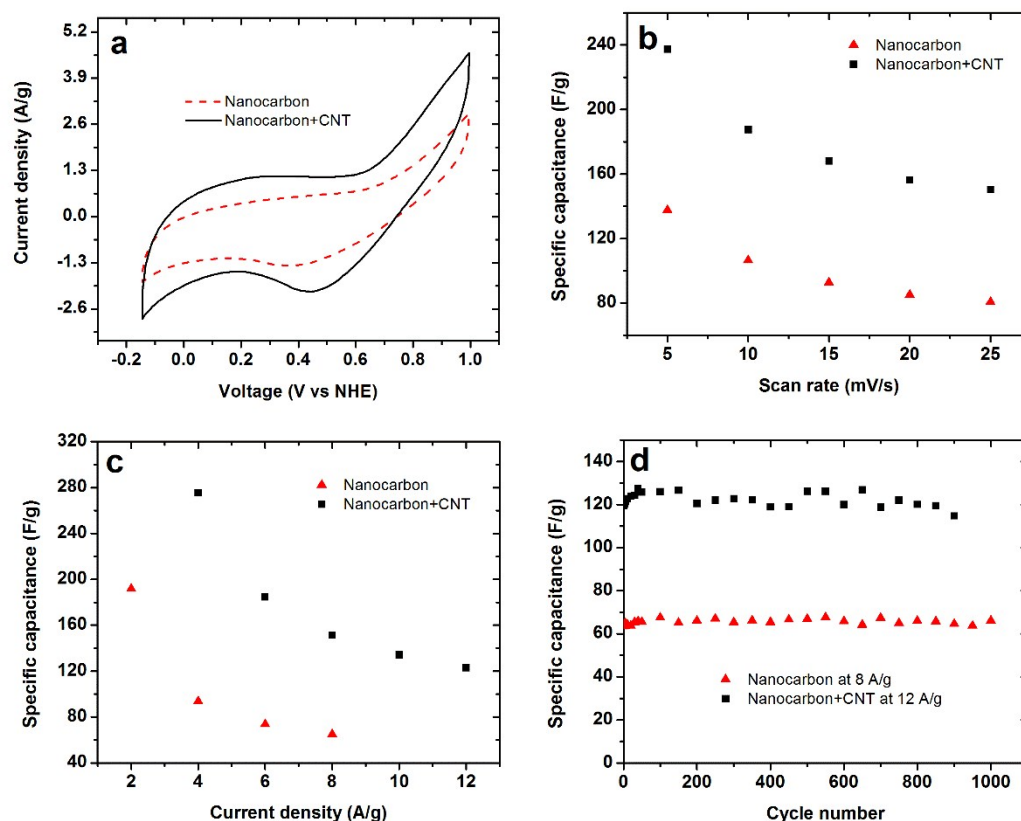 a
5.2
3.9
2.6
1.3
0.0
-1.3
-2.6
Current density (A/g)
Nanocarbon
Nanocarbon+CNT
-0.2 0.0 0.2 0.4 0.6 0.8 1.0
Voltage (V vs NHE)
b
240
200
160
120
80
Specific capacitance (F/g)
Nanocarbon
Nanocarbon+CNT
5 10 15 20 25
Scan rate (mV/s)
c
320
280
240
200
160
120
80
40
Specific capacitance (F/g)
Nanocarbon
Nanocarbon+CNT
2 4 6 8 10 12
Current density (A/g)
d
140
120
100
80
60
40
20
0
Specific capacitance (F/g)
Nanocarbon at 8 A/g
Nanocarbon+CNT at 12 A/g
0 200 400 600 800 1000
Cycle number